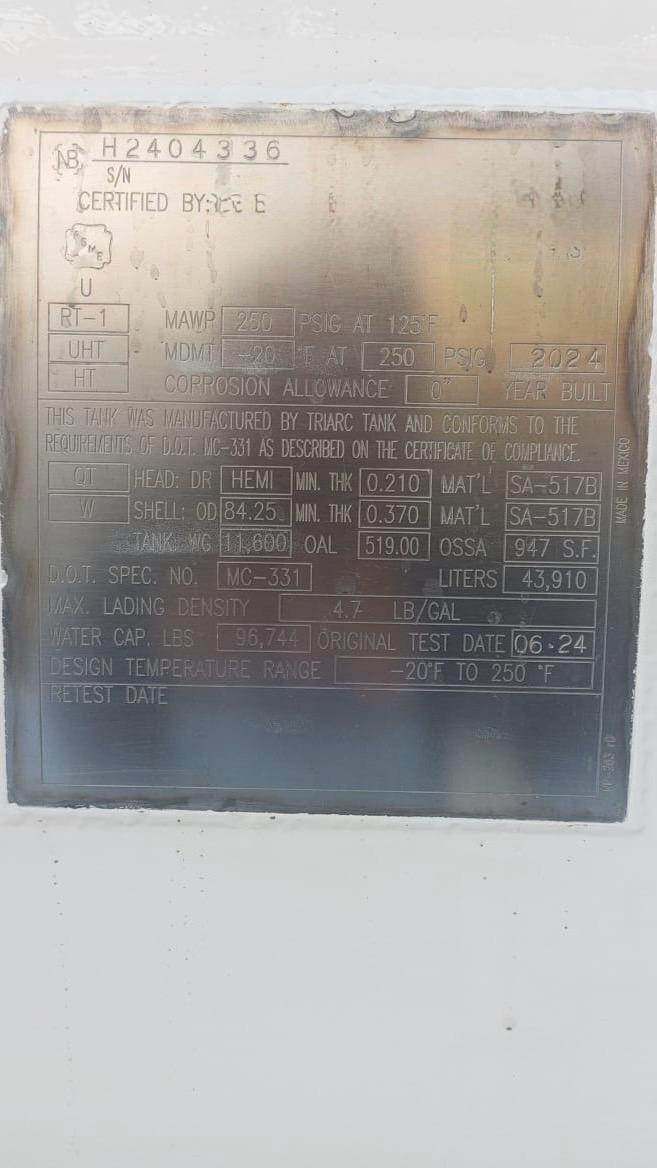 NB H2404336
S/N
CERTIFIED BY:
ASME
U
RT-1 MAWP 250 PSIG AT 125°F
UHT MDMT -20 °F AT 250 PSIG 2024
HT CORROSION ALLOWANCE 0" YEAR BUILT
THIS TANK WAS MANUFACTURED BY TRIARC TANK AND CONFORMS TO THE
REQUIREMENTS OF D.O.T. MC-331 AS DESCRIBED ON THE CERTIFICATE OF COMPLIANCE.
QT HEAD: DR HEMI MIN. THK 0.210 MAT'L SA-517B
W SHELL: OD 84.25 MIN. THK 0.370 MAT'L SA-517B
TANK: WG 11,600 OAL 519.00 OSSA 947 S.F.
D.O.T. SPEC. NO. MC-331 LITERS 43,910
MAX. LADING DENSITY 4.7 LB/GAL
WATER CAP. LBS 96,744 ORIGINAL TEST DATE 06-24
DESIGN TEMPERATURE RANGE -20°F TO 250 °F
RETEST DATE
MADE IN MEXICO